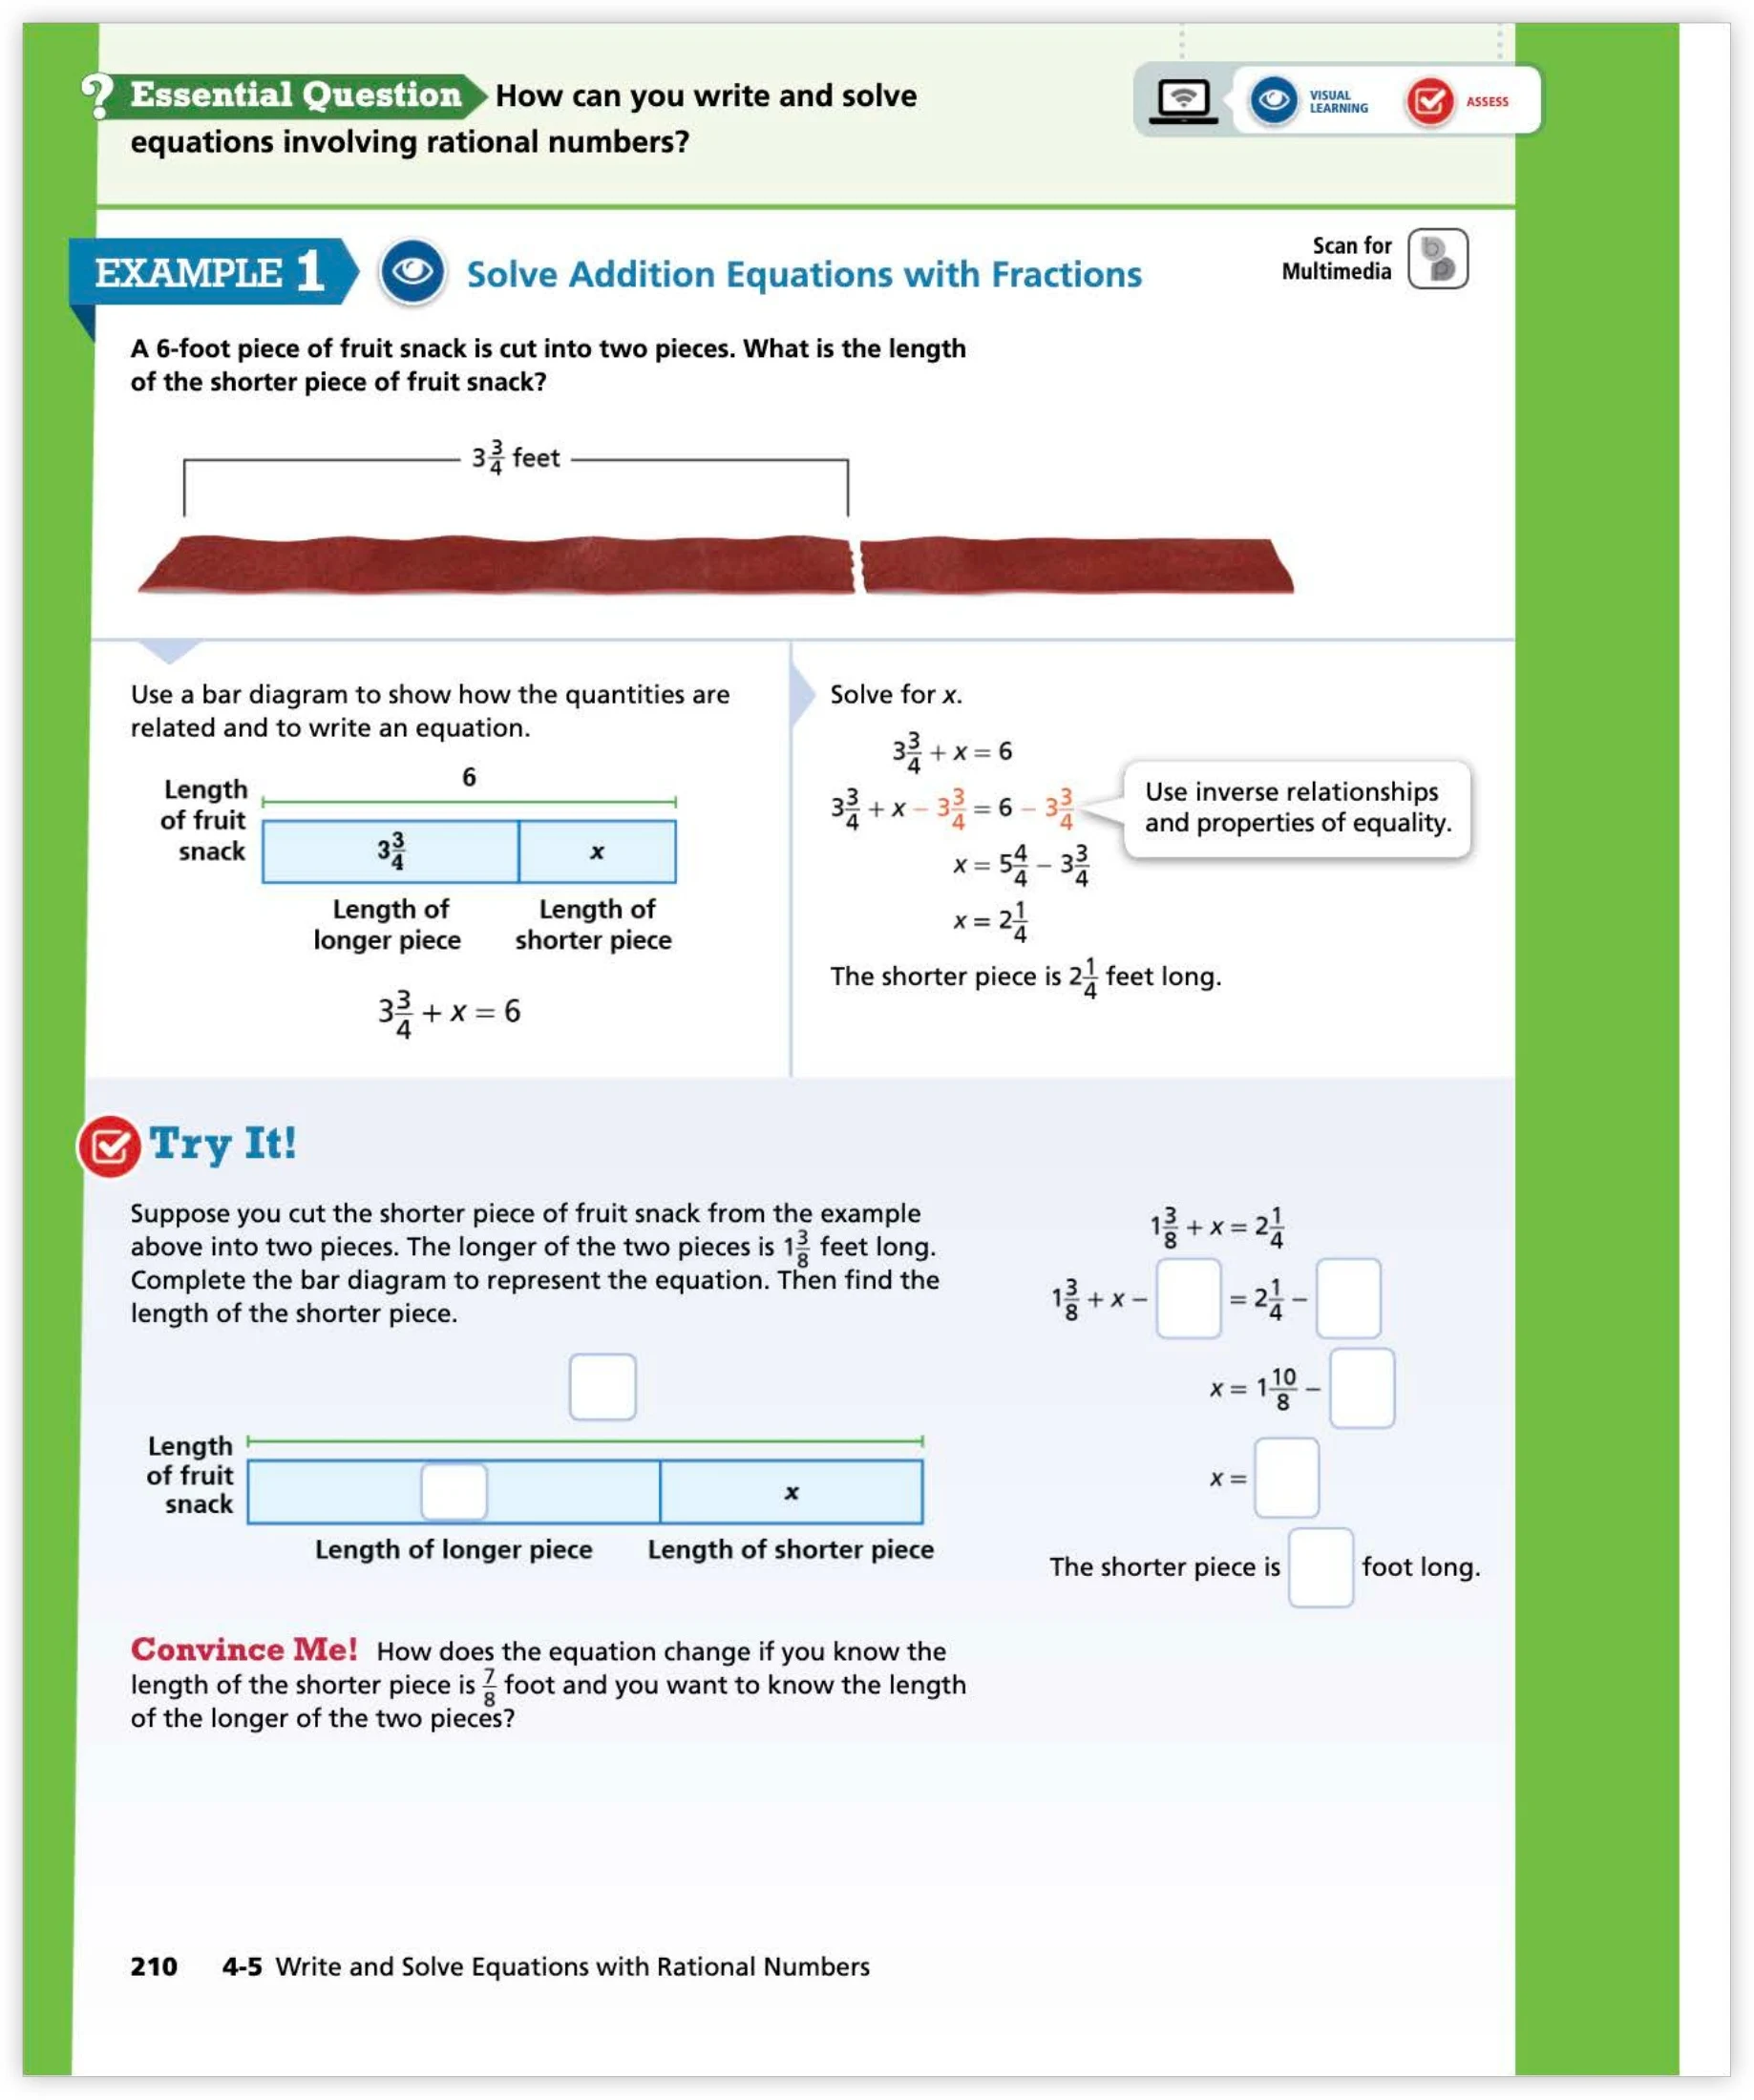 ? Essential Question How can you write and solve
equations involving rational numbers?
VISUAL
LEARNING
ASSESS
EXAMPLE 1 Solve Addition Equations with Fractions
Scan for
Multimedia
A 6-foot piece of fruit snack is cut into two pieces. What is the length
of the shorter piece of fruit snack?
3 3/4 feet
Use a bar diagram to show how the quantities are
related and to write an equation.
6
Length
of fruit
snack
3 3/4 x
Length of
longer piece
Length of
shorter piece
3 3/4 + x = 6
Solve for x.
3 3/4 + x = 6
3 3/4 + x − 3 3/4 = 6 − 3 3/4
Use inverse relationships
and properties of equality.
x = 5 4/4 − 3 3/4
x = 2 1/4
The shorter piece is 2 1/4 feet long.
Try It!
Suppose you cut the shorter piece of fruit snack from the example
above into two pieces. The longer of the two pieces is 1 3/8 feet long.
Complete the bar diagram to represent the equation. Then find the
length of the shorter piece.
Length
of fruit
snack
x
Length of longer piece Length of shorter piece
1 3/8 + x = 2 1/4
1 3/8 + x − = 2 1/4 −
x = 1 10/8 −
x =
The shorter piece is foot long.
Convince Me! How does the equation change if you know the
length of the shorter piece is 7/8 foot and you want to know the length
of the longer of the two pieces?
210 4-5 Write and Solve Equations with Rational Numbers